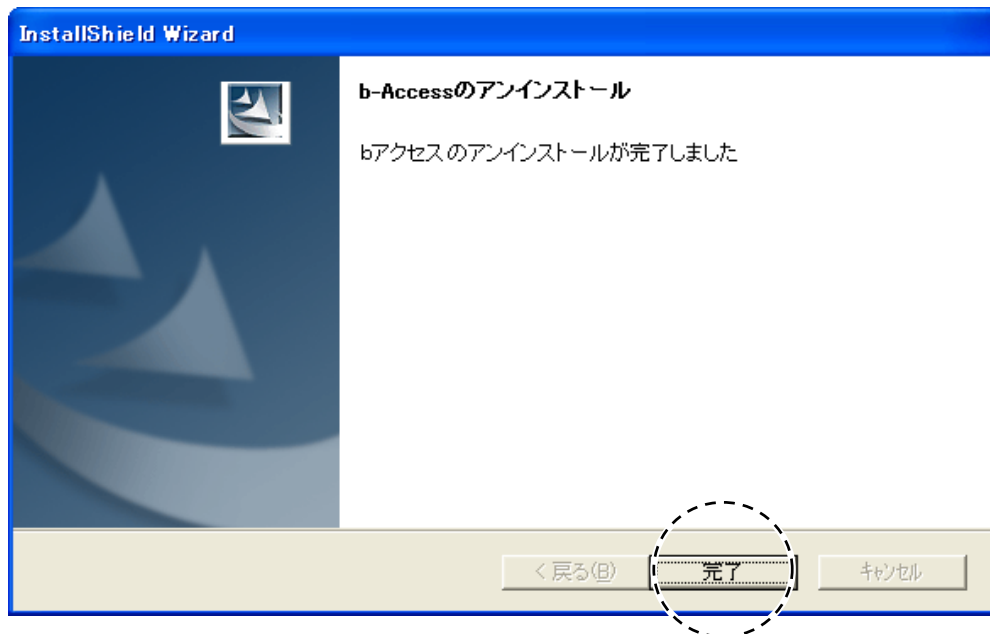 InstallShield Wizard
b-Accessのアンインストール
bアクセスのアンインストールが完了しました
< 戻る(B)
完了
キャンセル